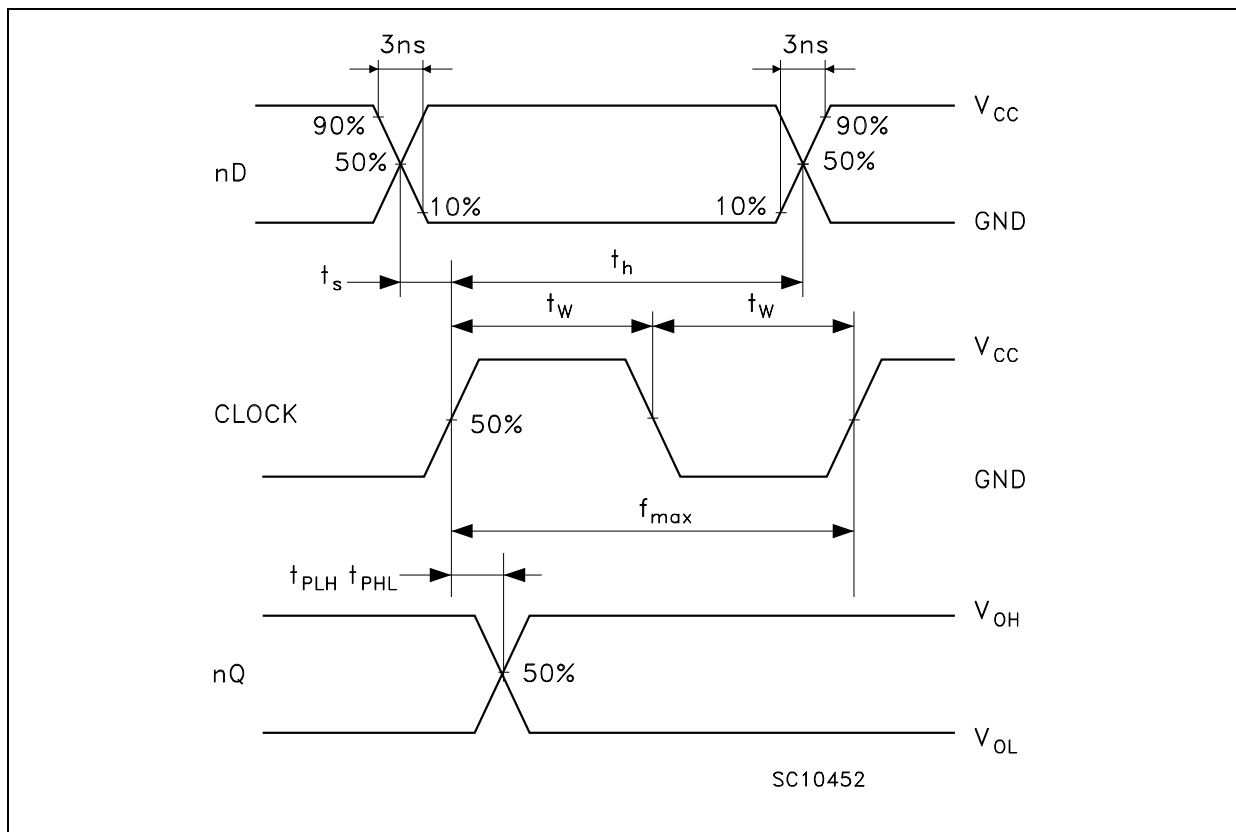 3ns 3ns
V_CC
90% 90%
nD 50% 50%
10% 10%
GND
t_s t_h
t_W t_W
V_CC
CLOCK 50%
GND
f_max
t_PLH t_PHL
V_OH
nQ 50%
V_OL
SC10452